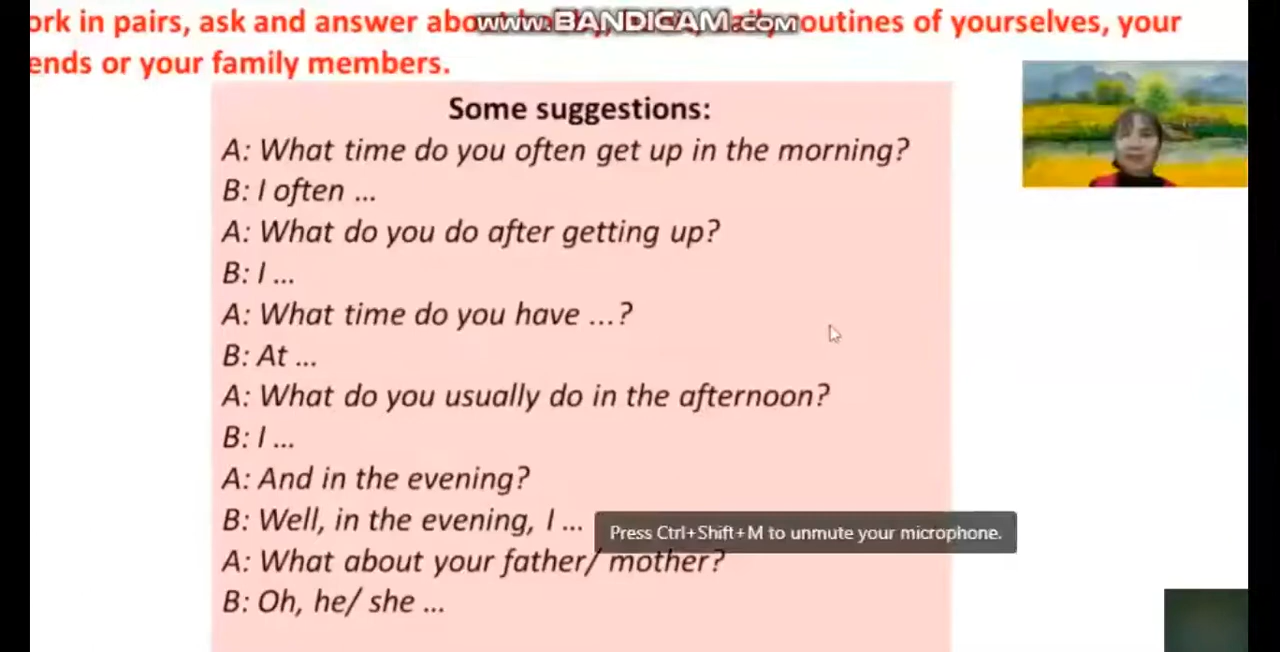 ork in pairs, ask and answer abo www.BANDICAM.com outines of yourselves, your
ends or your family members.
Some suggestions:
A: What time do you often get up in the morning?
B: I often ...
A: What do you do after getting up?
B: I ...
A: What time do you have ...?
B: At ...
A: What do you usually do in the afternoon?
B: I ...
A: And in the evening?
B: Well, in the evening, I ...
Press Ctrl+Shift+M to unmute your microphone.
A: What about your father/ mother?
B: Oh, he/ she ...